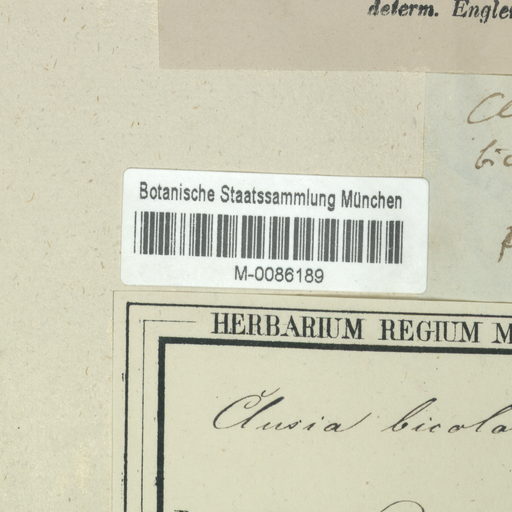 determ. Engler
Botanische Staatssammlung München
M-0086189
HERBARIUM REGIUM M
Clusia bicolo